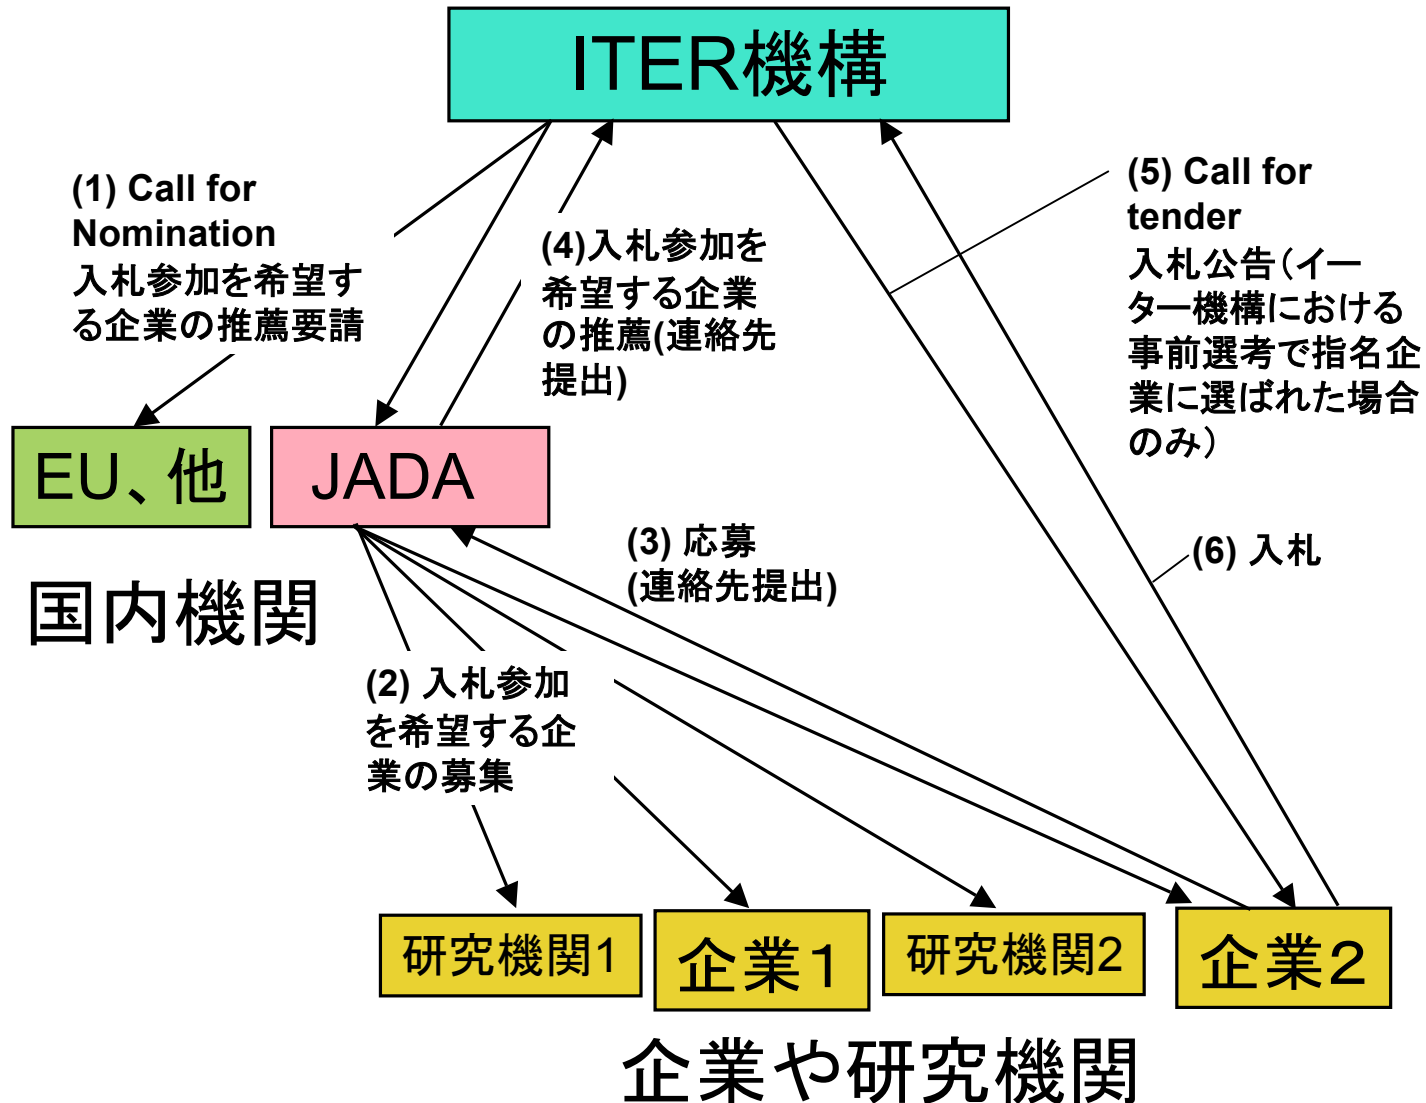 ITER機構
(1) Call for
Nomination
入札参加を希望す
る企業の推薦要請
(4)入札参加を
希望する企業
の推薦(連絡先
提出)
(5) Call for
tender
入札公告（イー
ター機構における
事前選考で指名企
業に選ばれた場合
のみ）
EU、他
JADA
(3) 応募
(連絡先提出)
(6) 入札
国内機関
(2) 入札参加
を希望する企
業の募集
研究機関1
企業１
研究機関2
企業２
企業や研究機関